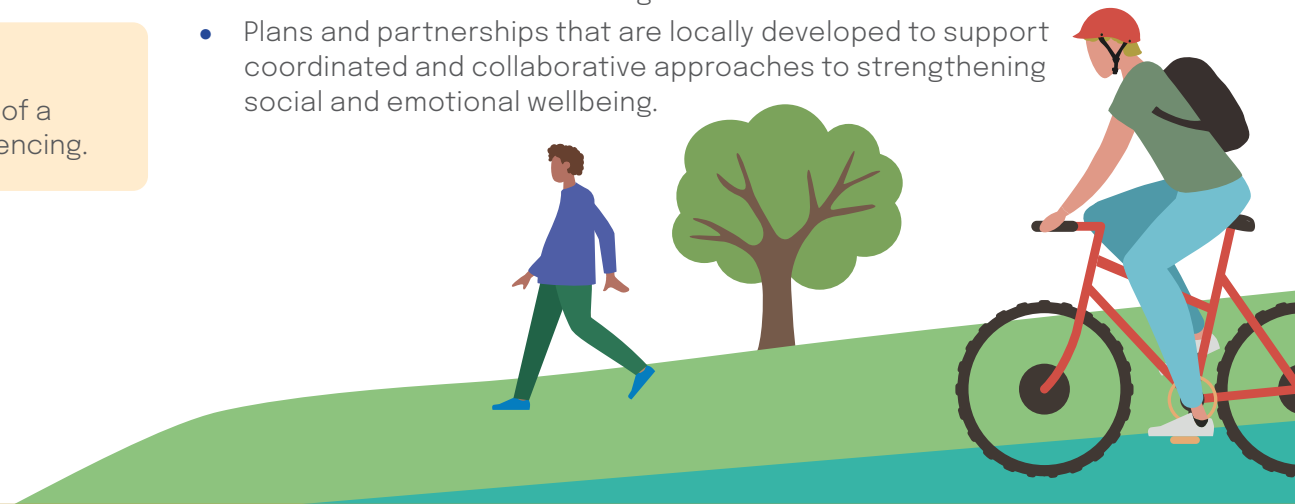 of a
encing.
Plans and partnerships that are locally developed to support
coordinated and collaborative approaches to strengthening
social and emotional wellbeing.